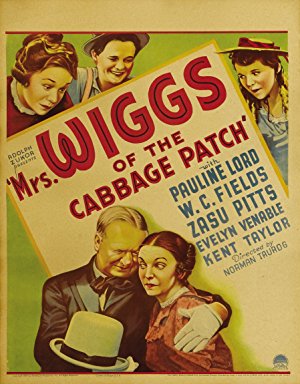 ADOLPH
ZUKOR
PRESENTS
'Mrs. WIGGS
OF THE
CABBAGE PATCH'
with
PAULINE LORD
W. C. FIELDS
ZASU PITTS
EVELYN VENABLE
KENT TAYLOR
Directed by
NORMAN TAUROG